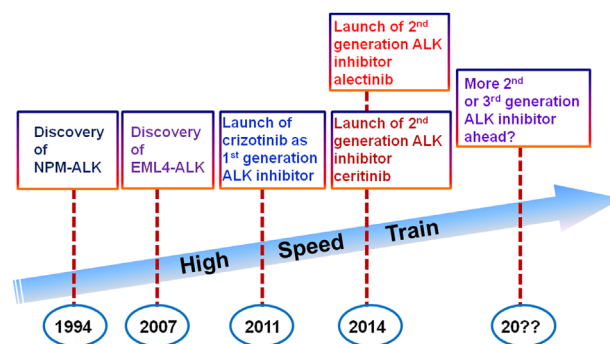 Launch of 2nd
generation ALK
inhibitor
alectinib
More 2nd
or 3rd generation
ALK inhibitor
ahead?
Discovery
of
NPM-ALK
Discovery
of
EML4-ALK
Launch of
crizotinib as
1st generation
ALK inhibitor
Launch of 2nd
generation ALK
inhibitor
ceritinib
High Speed Train
1994
2007
2011
2014
20??